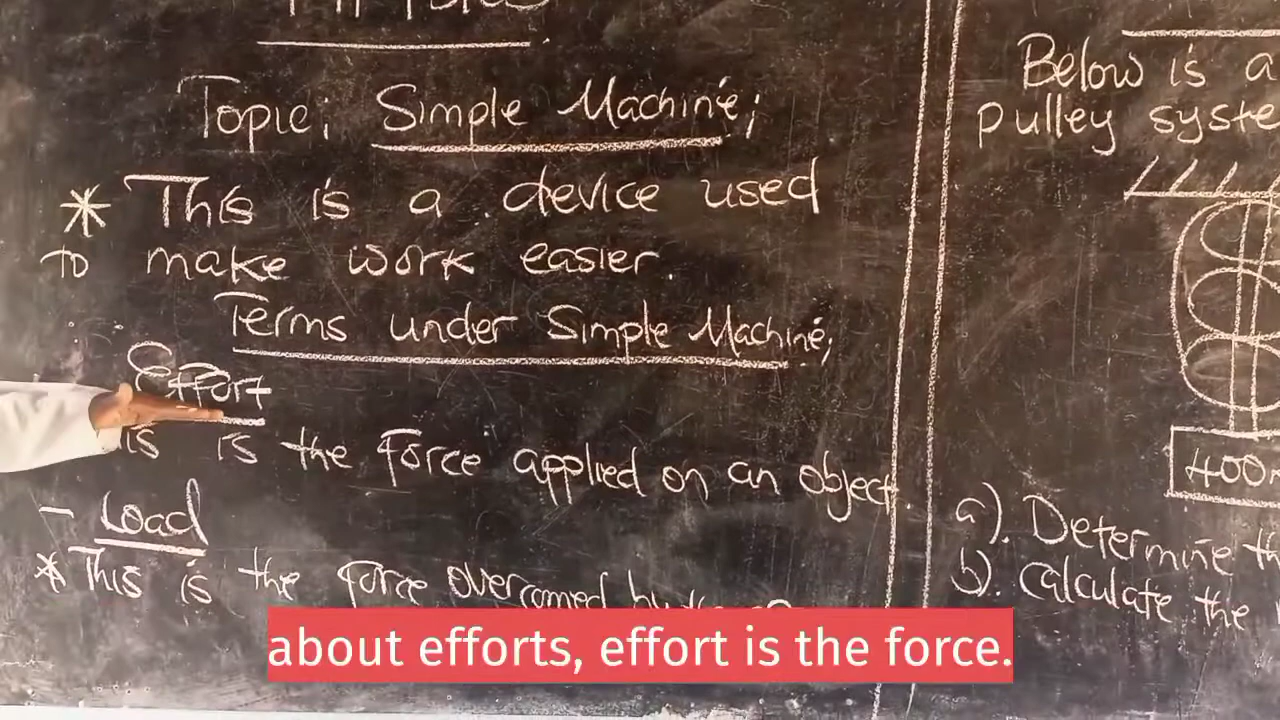 Topic; Simple Machine;
* This is a device used
to make work easier.
Terms under Simple Machine;
Effort
is is the force applied on an object.
- Load
* This is the force overcomed by the
Below is a
pulley syste
400
a). Determine th
b). Calculate the
about efforts, effort is the force.